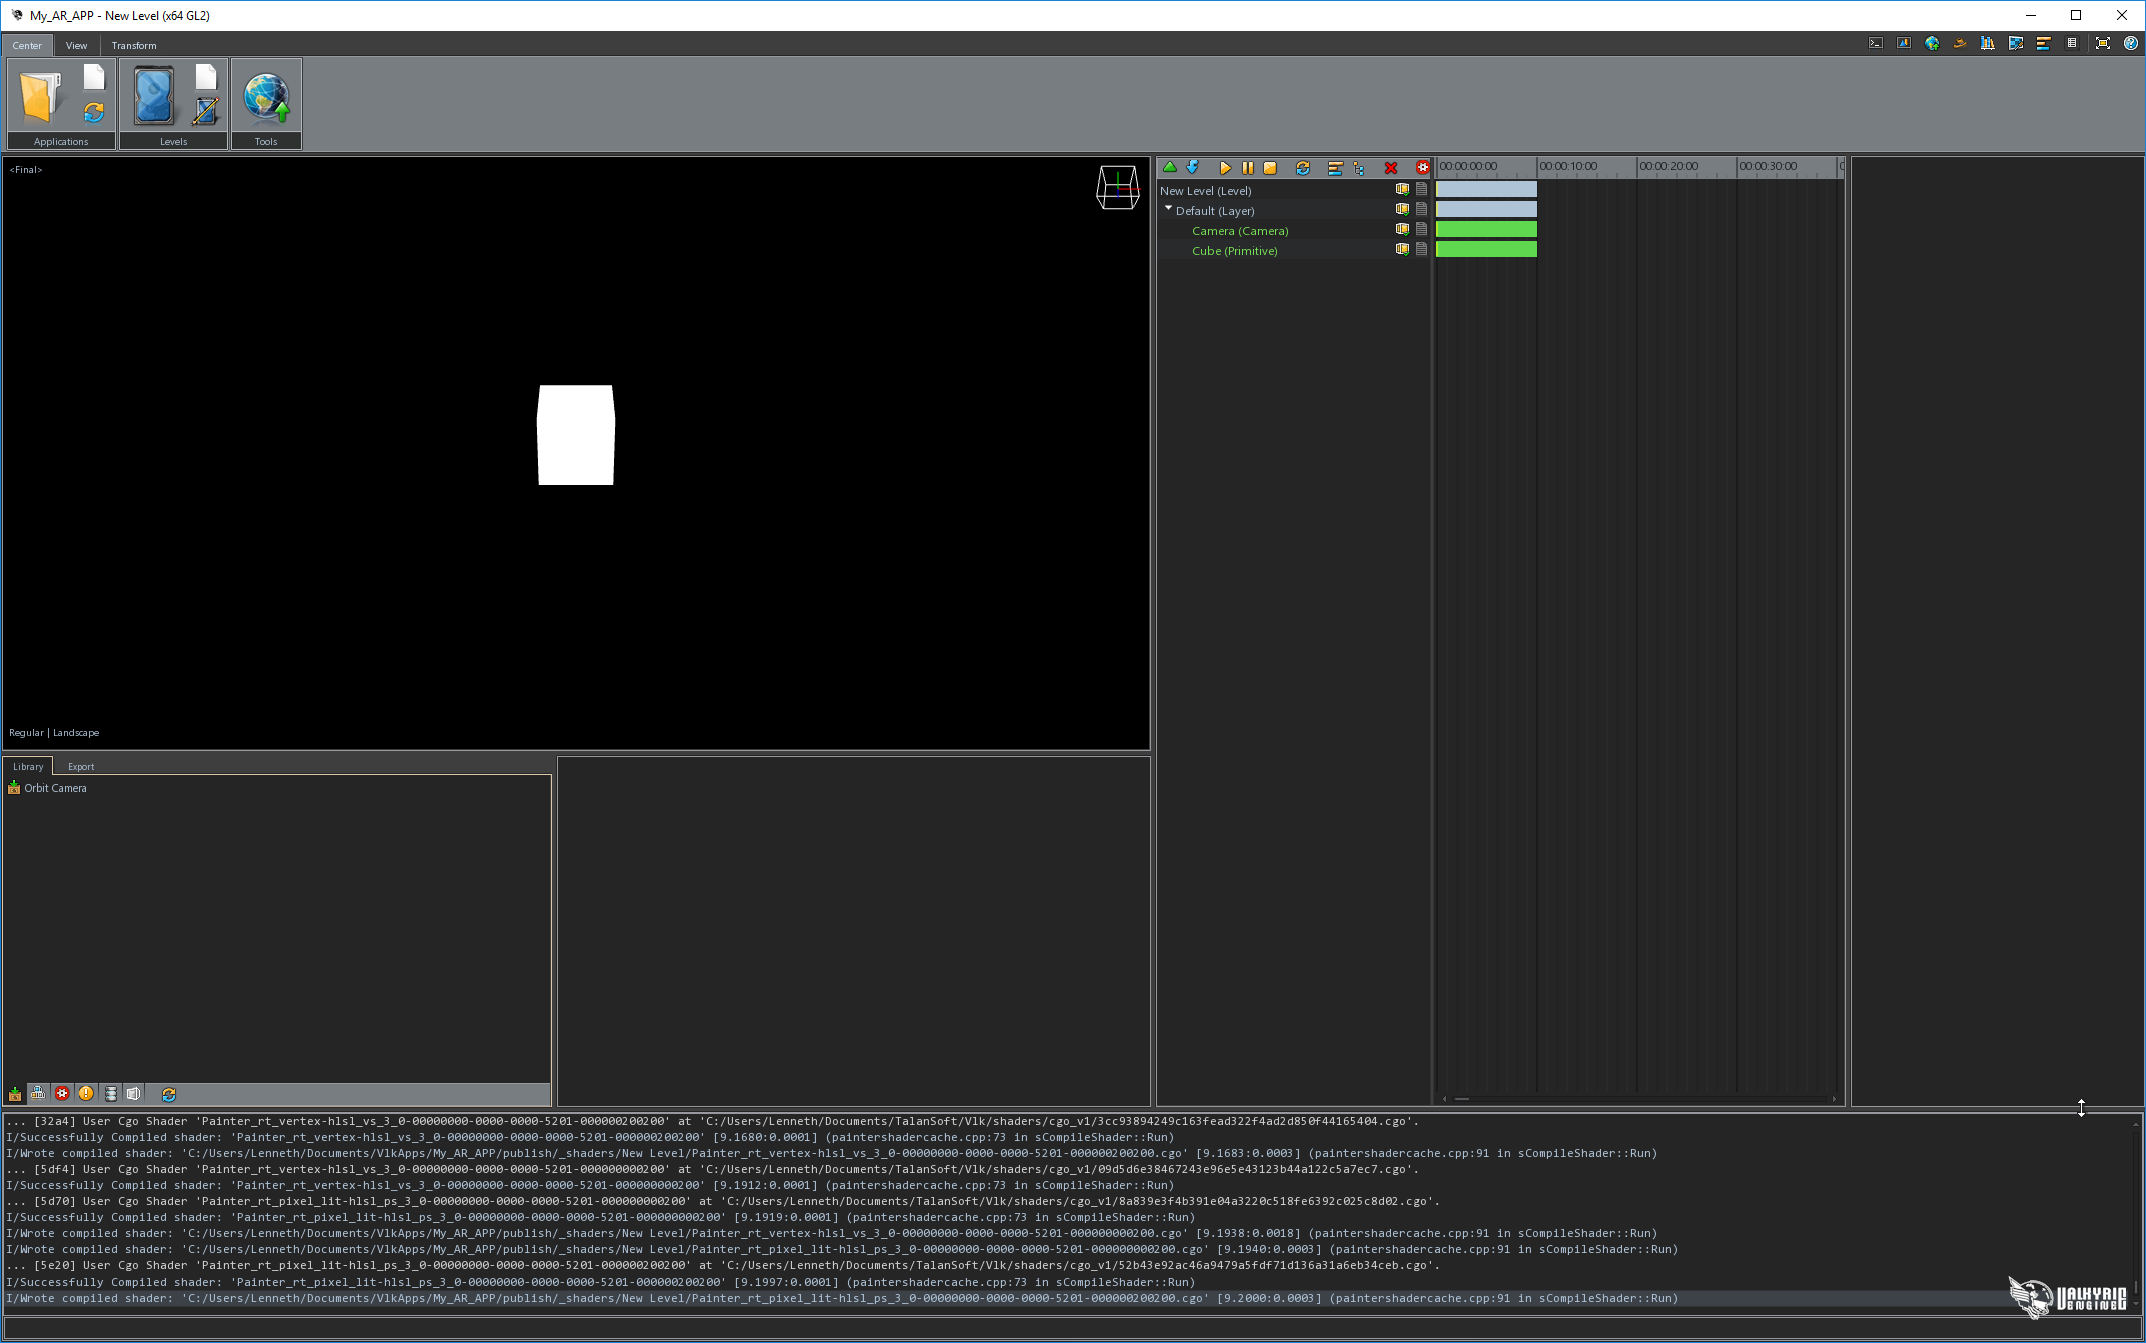 My_AR_APP - New Level (x64 GL2)
Center View Transform
Applications Levels Tools
<Final>
Regular | Landscape
00:00:00:00 00:00:10:00 00:00:20:00 00:00:30:00
New Level (Level)
Default (Layer)
Camera (Camera)
Cube (Primitive)
Library Export
Orbit Camera
... [32a4] User Cgo Shader 'Painter_rt_vertex-hlsl_vs_3_0-00000000-0000-0000-5201-000000200200' at 'C:/Users/Lenneth/Documents/TalanSoft/Vlk/shaders/cgo_v1/3cc93894249c163fead322f4ad2d850f44165404.cgo'.
I/Successfully Compiled shader: 'Painter_rt_vertex-hlsl_vs_3_0-00000000-0000-0000-5201-000000200200' [9.1680:0.0001] (paintershadercache.cpp:73 in sCompileShader::Run)
I/Wrote compiled shader: 'C:/Users/Lenneth/Documents/VlkApps/My_AR_APP/publish/_shaders/New Level/Painter_rt_vertex-hlsl_vs_3_0-00000000-0000-0000-5201-000000200200.cgo' [9.1683:0.0003] (paintershadercache.cpp:91 in sCompileShader::Run)
... [5df4] User Cgo Shader 'Painter_rt_vertex-hlsl_vs_3_0-00000000-0000-0000-5201-000000000200' at 'C:/Users/Lenneth/Documents/TalanSoft/Vlk/shaders/cgo_v1/09d5d6e38467243e96e5e43123b44a122c5a7ec7.cgo'.
I/Successfully Compiled shader: 'Painter_rt_vertex-hlsl_vs_3_0-00000000-0000-0000-5201-000000000200' [9.1912:0.0001] (paintershadercache.cpp:73 in sCompileShader::Run)
... [5d70] User Cgo Shader 'Painter_rt_pixel_lit-hlsl_ps_3_0-00000000-0000-0000-5201-000000000200' at 'C:/Users/Lenneth/Documents/TalanSoft/Vlk/shaders/cgo_v1/8a839e3f4b391e04a3220c518fe6392c025c8d02.cgo'.
I/Successfully Compiled shader: 'Painter_rt_pixel_lit-hlsl_ps_3_0-00000000-0000-0000-5201-000000000200' [9.1919:0.0001] (paintershadercache.cpp:73 in sCompileShader::Run)
I/Wrote compiled shader: 'C:/Users/Lenneth/Documents/VlkApps/My_AR_APP/publish/_shaders/New Level/Painter_rt_vertex-hlsl_vs_3_0-00000000-0000-0000-5201-000000000200.cgo' [9.1938:0.0018] (paintershadercache.cpp:91 in sCompileShader::Run)
I/Wrote compiled shader: 'C:/Users/Lenneth/Documents/VlkApps/My_AR_APP/publish/_shaders/New Level/Painter_rt_pixel_lit-hlsl_ps_3_0-00000000-0000-0000-5201-000000000200.cgo' [9.1940:0.0003] (paintershadercache.cpp:91 in sCompileShader::Run)
... [5e20] User Cgo Shader 'Painter_rt_pixel_lit-hlsl_ps_3_0-00000000-0000-0000-5201-000000200200' at 'C:/Users/Lenneth/Documents/TalanSoft/Vlk/shaders/cgo_v1/52b43e92ac46a9479a5fdf71d136a31a6eb34ceb.cgo'.
I/Successfully Compiled shader: 'Painter_rt_pixel_lit-hlsl_ps_3_0-00000000-0000-0000-5201-000000200200' [9.1997:0.0001] (paintershadercache.cpp:73 in sCompileShader::Run)
I/Wrote compiled shader: 'C:/Users/Lenneth/Documents/VlkApps/My_AR_APP/publish/_shaders/New Level/Painter_rt_pixel_lit-hlsl_ps_3_0-00000000-0000-0000-5201-000000200200.cgo' [9.2000:0.0003] (paintershadercache.cpp:91 in sCompileShader::Run)
VALKYRIE
ENGINE